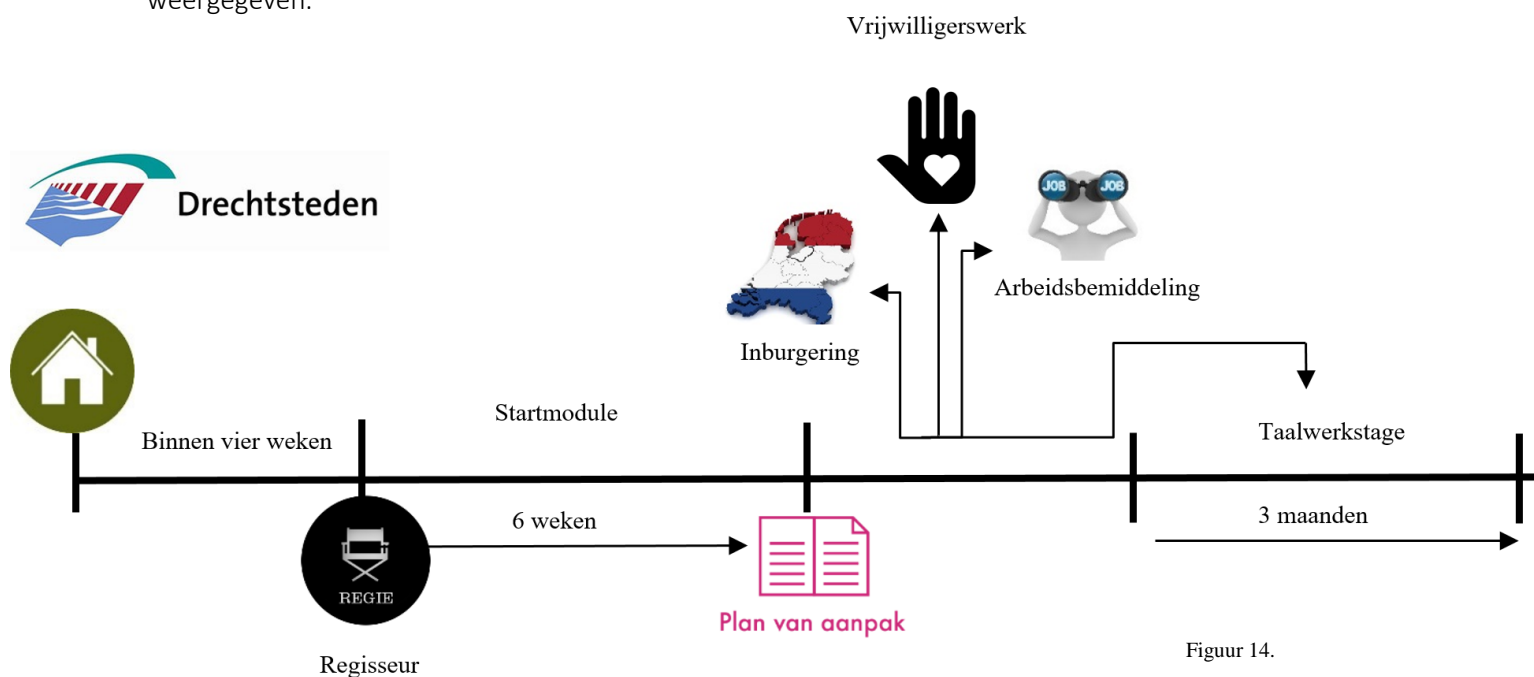 weergegeven.
Vrijwilligerswerk
Drechtsteden
JOB JOB
Arbeidsbemiddeling
Inburgering
Startmodule
Binnen vier weken
Taalwerkstage
6 weken
3 maanden
REGIE
Plan van aanpak
Regisseur
Figuur 14.